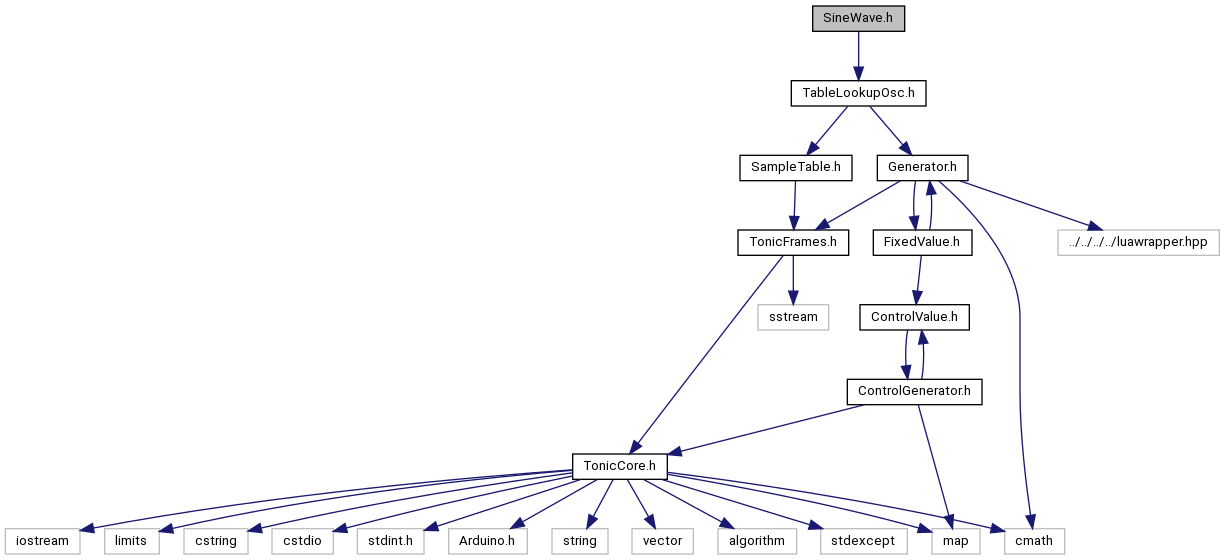 SineWave.h
TableLookupOsc.h
SampleTable.h
Generator.h
TonicFrames.h
FixedValue.h
../../../../luawrapper.hpp
sstream
ControlValue.h
ControlGenerator.h
TonicCore.h
iostream
limits
cstring
cstdio
stdint.h
Arduino.h
string
vector
algorithm
stdexcept
map
cmath